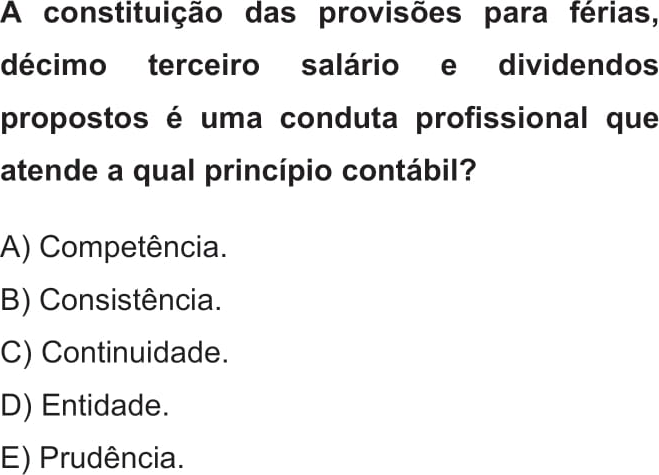 A constituição das provisões para férias,
décimo terceiro salário e dividendos
propostos é uma conduta profissional que
atende a qual princípio contábil?
A) Competência.
B) Consistência.
C) Continuidade.
D) Entidade.
E) Prudência.